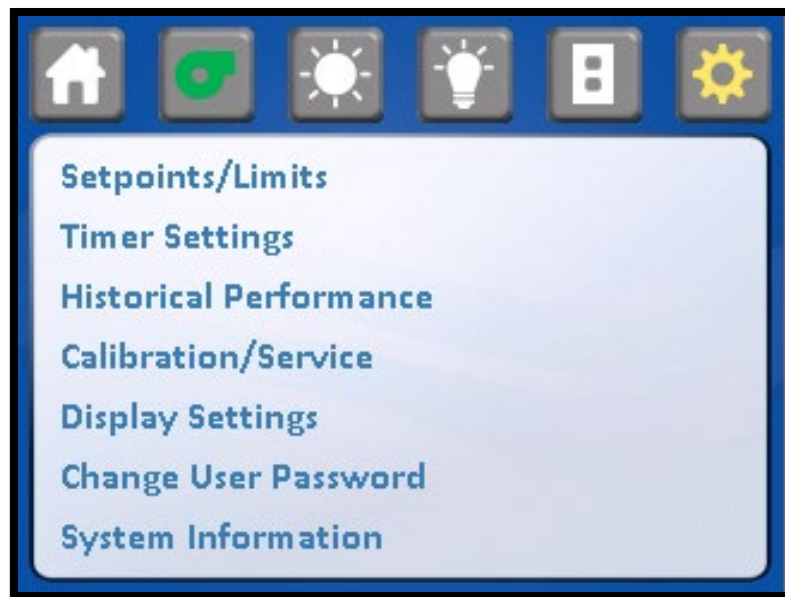 Setpoints/Limits
Timer Settings
Historical Performance
Calibration/Service
Display Settings
Change User Password
System Information